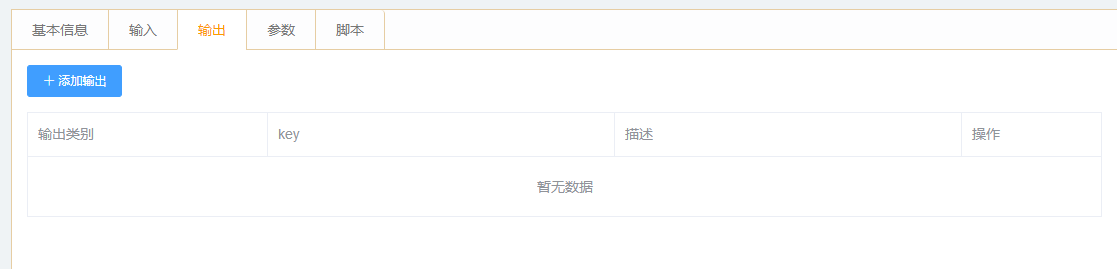 基本信息 输入 输出 参数 脚本
+ 添加输出
输出类别 key 描述 操作
暂无数据